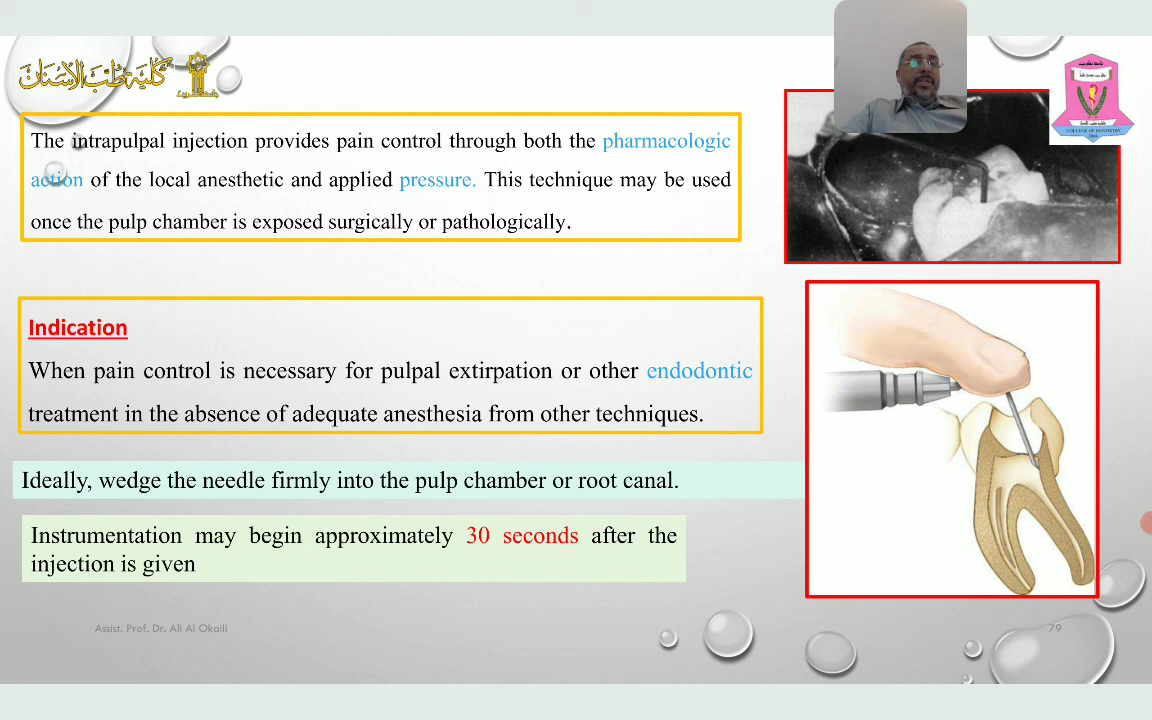 كلية طب الأسنان
The intrapulpal injection provides pain control through both the pharmacologic
action of the local anesthetic and applied pressure. This technique may be used
once the pulp chamber is exposed surgically or pathologically.
Indication
When pain control is necessary for pulpal extirpation or other endodontic
treatment in the absence of adequate anesthesia from other techniques.
Ideally, wedge the needle firmly into the pulp chamber or root canal.
Instrumentation may begin approximately 30 seconds after the
injection is given
COLLEGE OF DENTISTRY
Assist. Prof. Dr. Ali Al Okaili
79